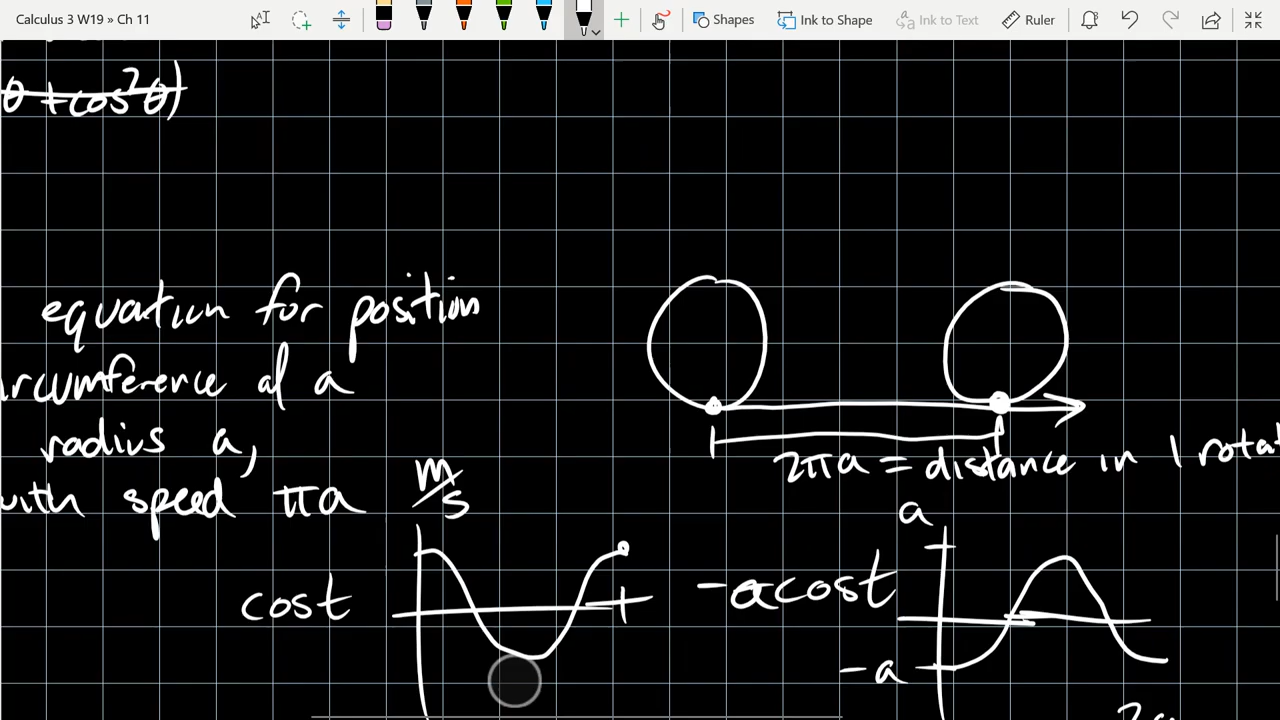 Calculus 3 W19 » Ch 11
Shapes Ink to Shape Ink to Text Ruler
θ + cos²θ)
equation for position
rcumference of a
radius a,
with speed πa m/s
2πa = distance in 1 rotat
cost
-acost
a
-a